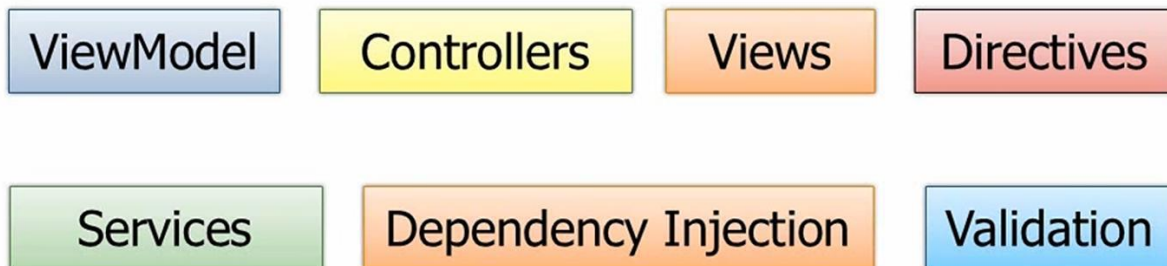 ViewModel Controllers Views Directives
Services Dependency Injection Validation